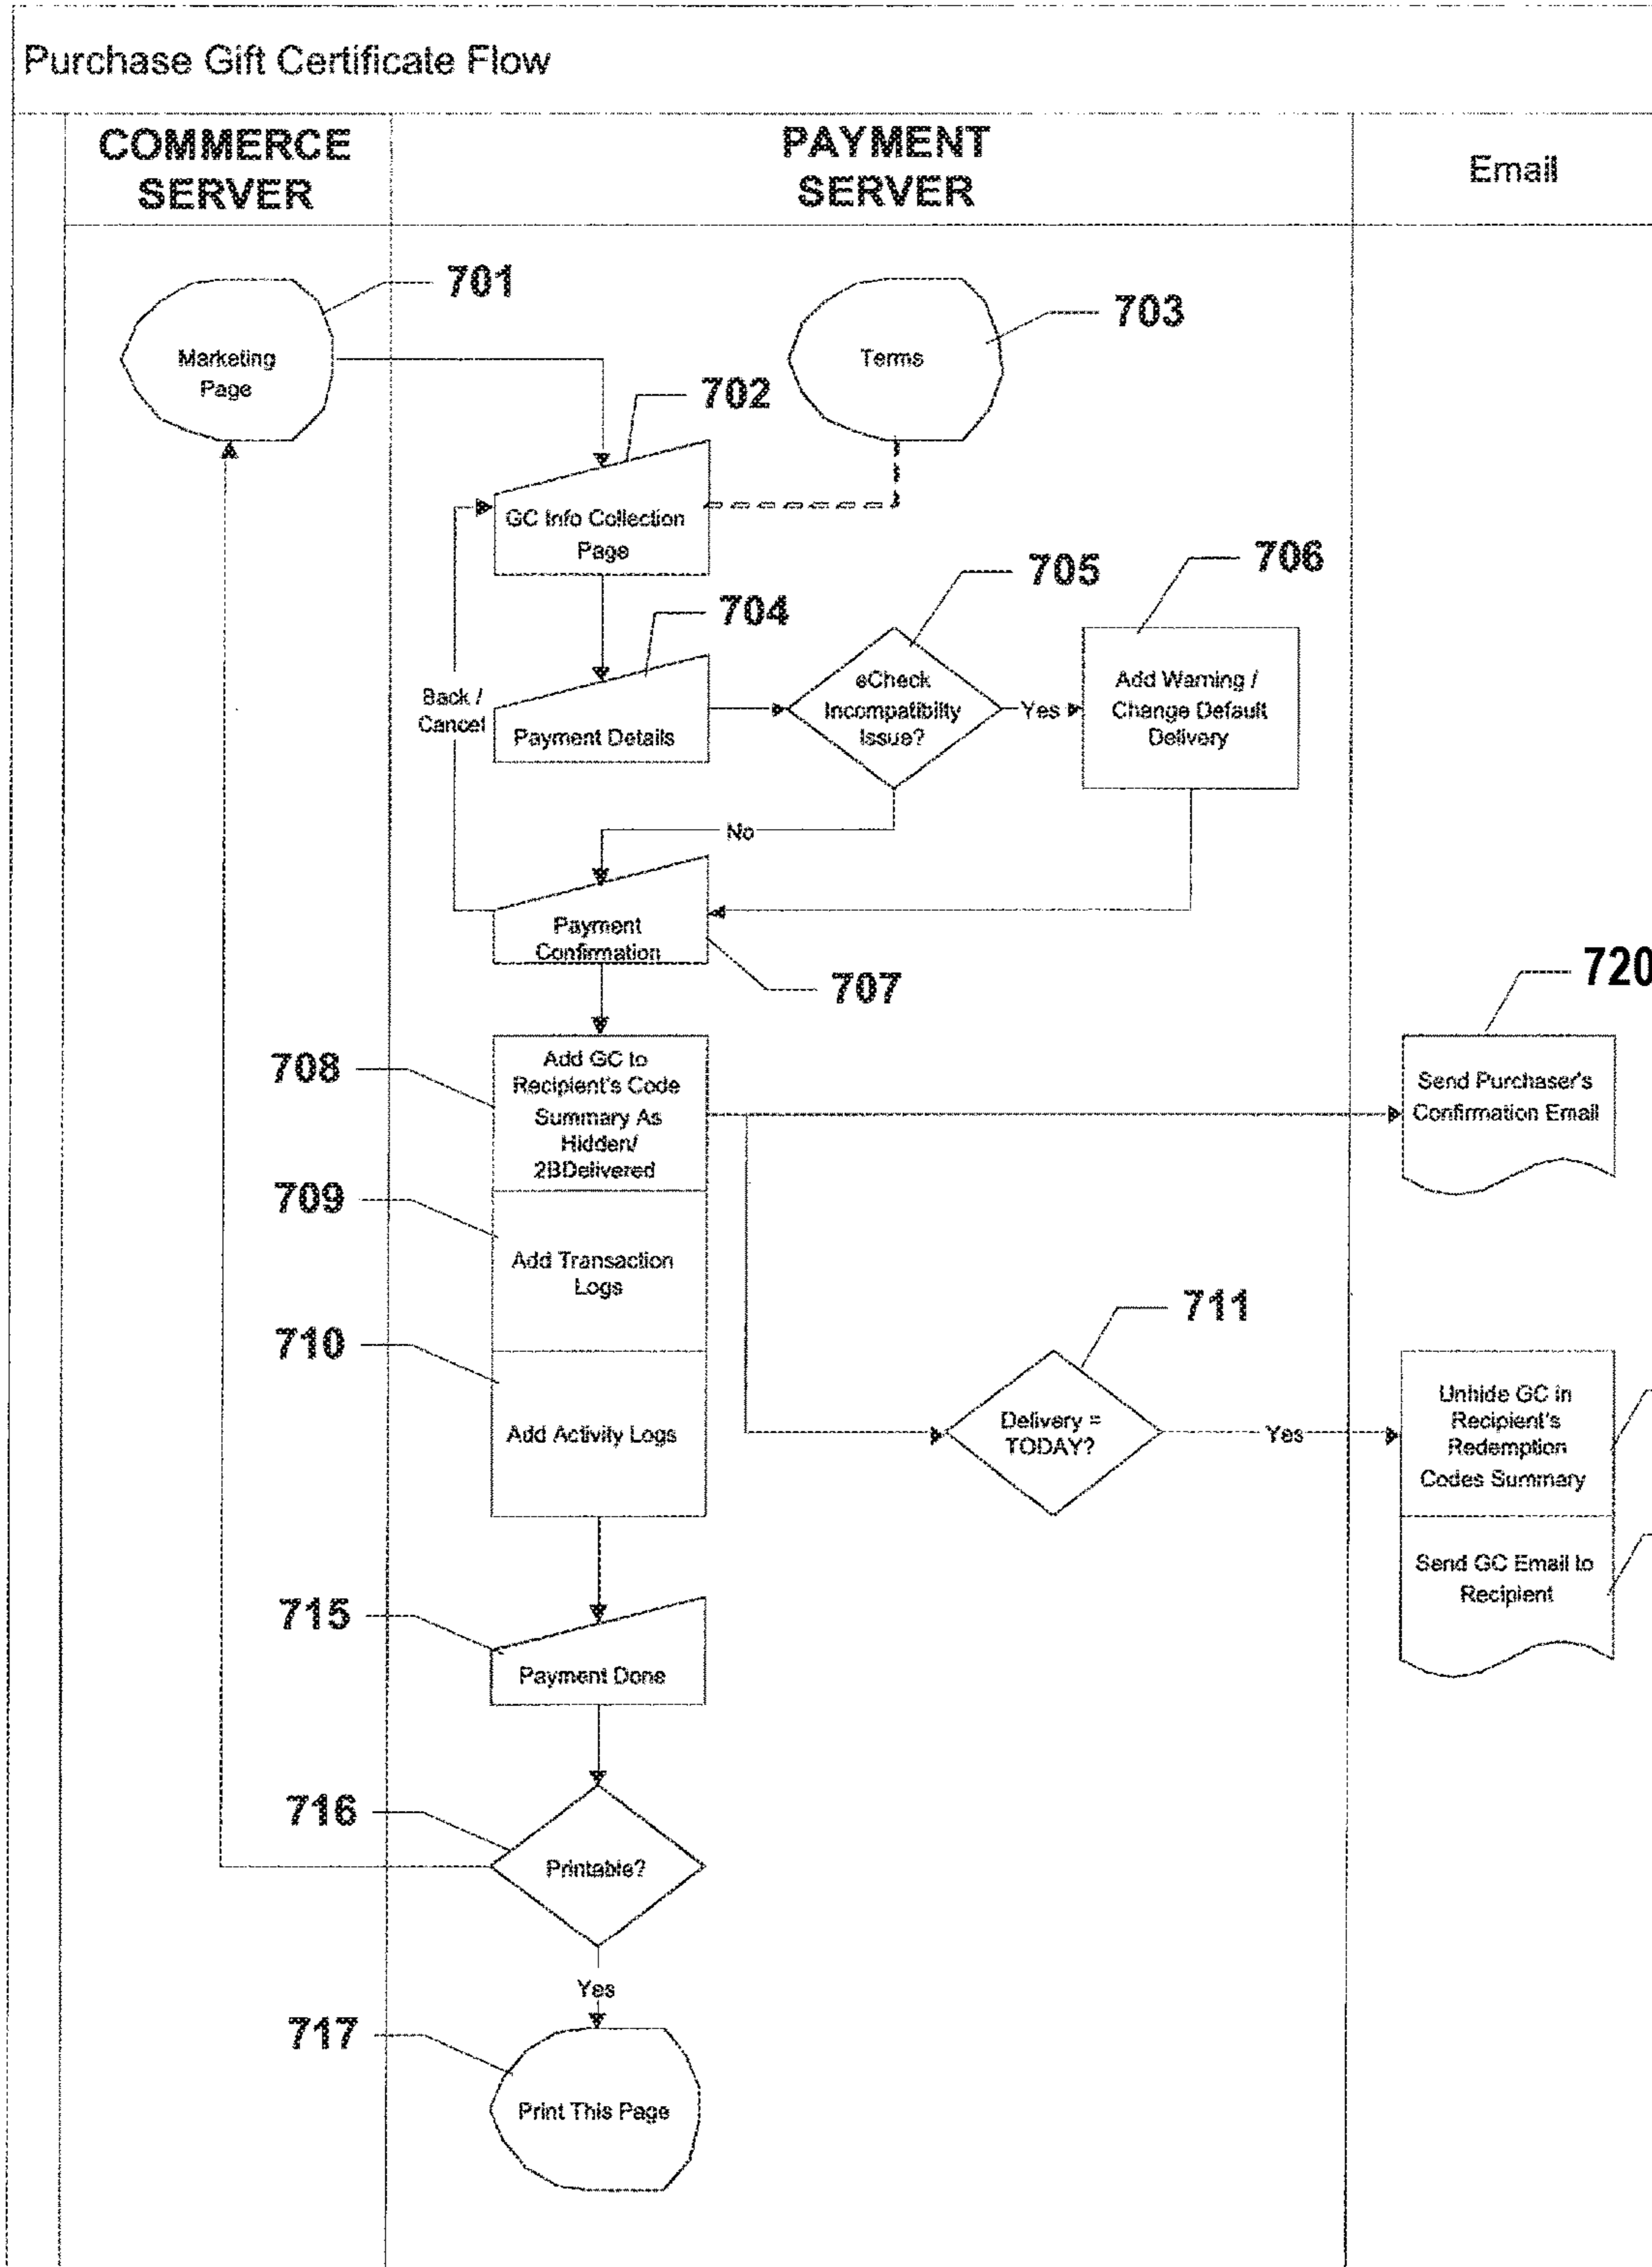 Purchase Gift Certificate Flow
COMMERCE
SERVER
PAYMENT
SERVER
Email
701
Marketing
Page
703
Terms
702
GC Info Collection
Page
704
Payment Details
Back /
Cancel
705
eCheck
Incompatibilty
Issue?
Yes
706
Add Warning /
Change Default
Delivery
No
Payment
Confirmation
707
708
Add GC to
Recipient's Code
Summary As
Hidden/
2BDelivered
720
Send Purchaser's
Confirmation Email
709
Add Transaction
Logs
710
Add Activity Logs
711
Delivery =
TODAY?
Yes
Unhide GC in
Recipient's
Redemption
Codes Summary
Send GC Email to
Recipient
715
Payment Done
716
Printable?
Yes
717
Print This Page